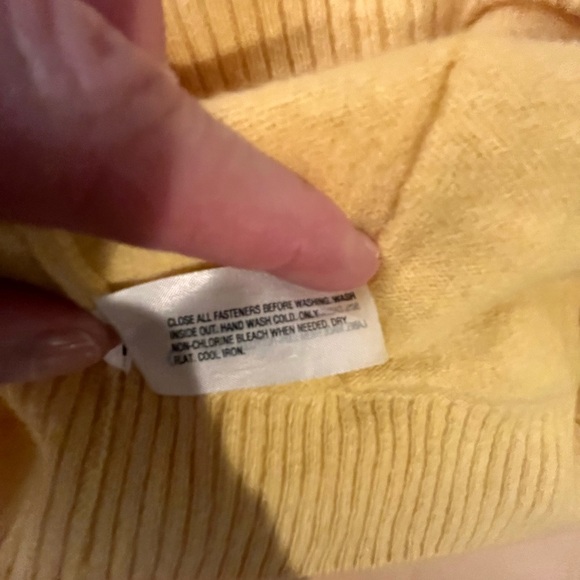 CLOSE ALL FASTENERS BEFORE WASHING. WASH
INSIDE OUT. HAND WASH COLD. ONLY
NON-CHLORINE BLEACH WHEN NEEDED. DRY
FLAT. COOL IRON.